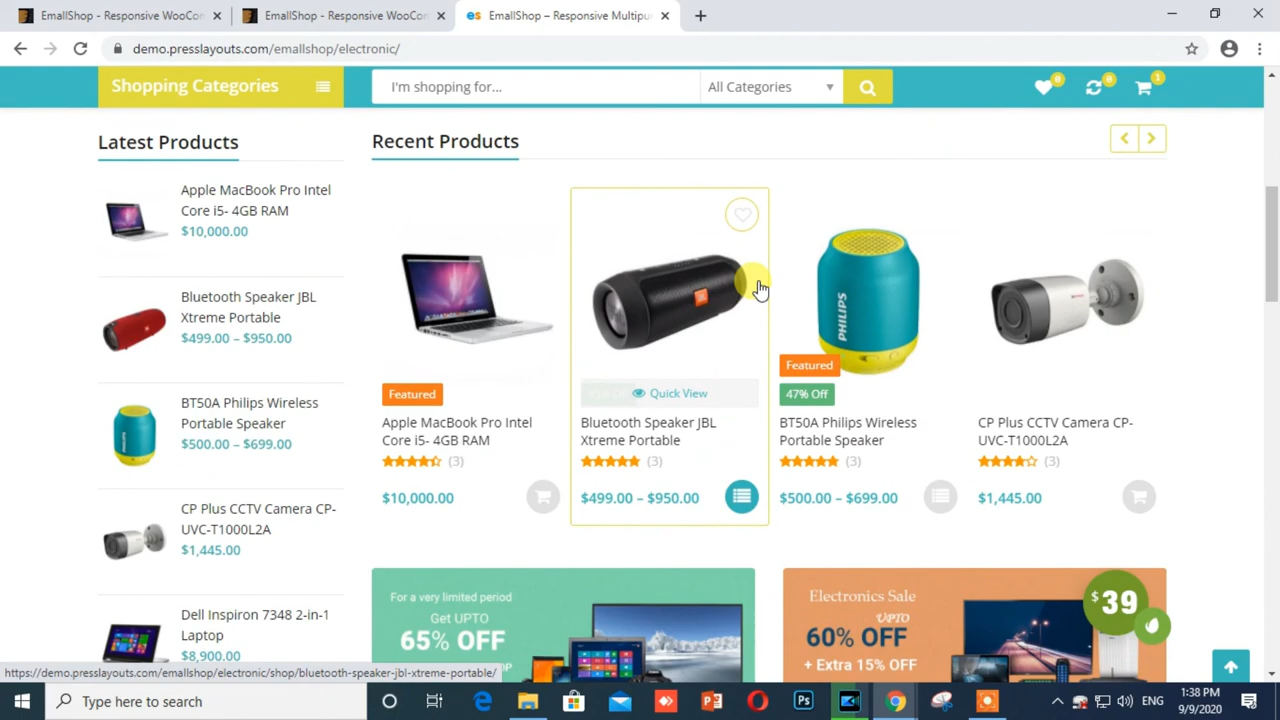 EmallShop - Responsive WooCom
EmallShop - Responsive WooCom
es EmallShop – Responsive Multipu
demo.presslayouts.com/emallshop/electronic/
Shopping Categories
I'm shopping for...
All Categories
0
0
1
Latest Products
Apple MacBook Pro Intel
Core i5- 4GB RAM
$10,000.00
Bluetooth Speaker JBL
Xtreme Portable
$499.00 – $950.00
BT50A Philips Wireless
Portable Speaker
$500.00 – $699.00
CP Plus CCTV Camera CP-
UVC-T1000L2A
$1,445.00
Dell Inspiron 7348 2-in-1
Laptop
$8,900.00
Recent Products
Featured
Apple MacBook Pro Intel
Core i5- 4GB RAM
(3)
$10,000.00
Quick View
Bluetooth Speaker JBL
Xtreme Portable
(3)
$499.00 – $950.00
PHILIPS
Featured
47% Off
BT50A Philips Wireless
Portable Speaker
(3)
$500.00 – $699.00
CP Plus CCTV Camera CP-
UVC-T1000L2A
(3)
$1,445.00
For a very limited period
Get UPTO
65% OFF
Electronics Sale
UPTO
60% OFF
+ Extra 15% OFF
$39
https://demo.presslayouts.com/emallshop/electronic/shop/bluetooth-speaker-jbl-xtreme-portable/
Type here to search
ENG
1:38 PM
9/9/2020